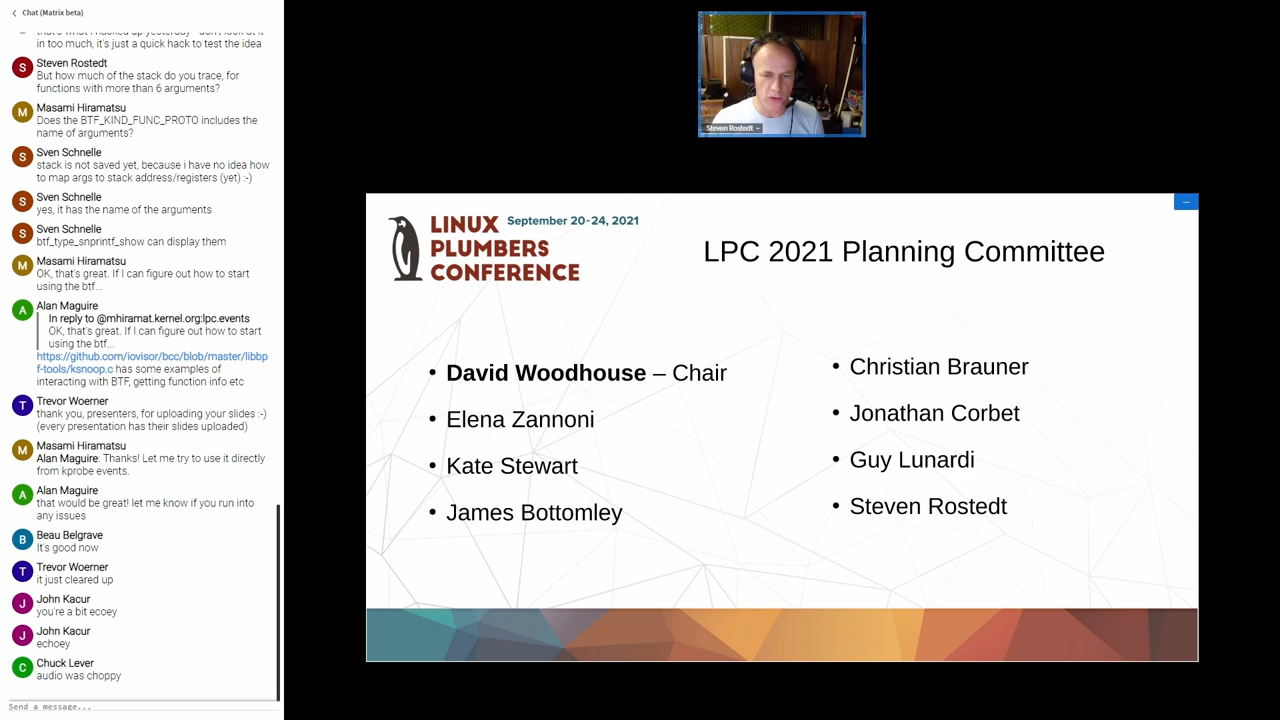 Chat (Matrix beta)
that's what i hacked up yesterday - don't look at it
in too much, it's just a quick hack to test the idea
S
Steven Rostedt
But how much of the stack do you trace, for
functions with more than 6 arguments?
M
Masami Hiramatsu
Does the BTF_KIND_FUNC_PROTO includes the
name of arguments?
S
Sven Schnelle
stack is not saved yet, because i have no idea how
to map args to stack address/registers (yet) :-)
S
Sven Schnelle
yes, it has the name of the arguments
S
Sven Schnelle
btf_type_snprintf_show can display them
M
Masami Hiramatsu
OK, that's great. If I can figure out how to start
using the btf...
A
Alan Maguire
In reply to @mhiramat.kernel.org:lpc.events
OK, that's great. If I can figure out how to start
using the btf...
https://github.com/iovisor/bcc/blob/master/libbp
f-tools/ksnoop.c has some examples of
interacting with BTF, getting function info etc
T
Trevor Woerner
thank you, presenters, for uploading your slides :-)
(every presentation has their slides uploaded)
M
Masami Hiramatsu
Alan Maguire: Thanks! Let me try to use it directly
from kprobe events.
A
Alan Maguire
that would be great! let me know if you run into
any issues
B
Beau Belgrave
It's good now
T
Trevor Woerner
it just cleared up
J
John Kacur
you're a bit ecoey
J
John Kacur
echoey
C
Chuck Lever
audio was choppy
Send a message...
Steven Rostedt
LINUX
PLUMBERS
CONFERENCE
September 20-24, 2021
LPC 2021 Planning Committee
• David Woodhouse – Chair
• Elena Zannoni
• Kate Stewart
• James Bottomley
• Christian Brauner
• Jonathan Corbet
• Guy Lunardi
• Steven Rostedt